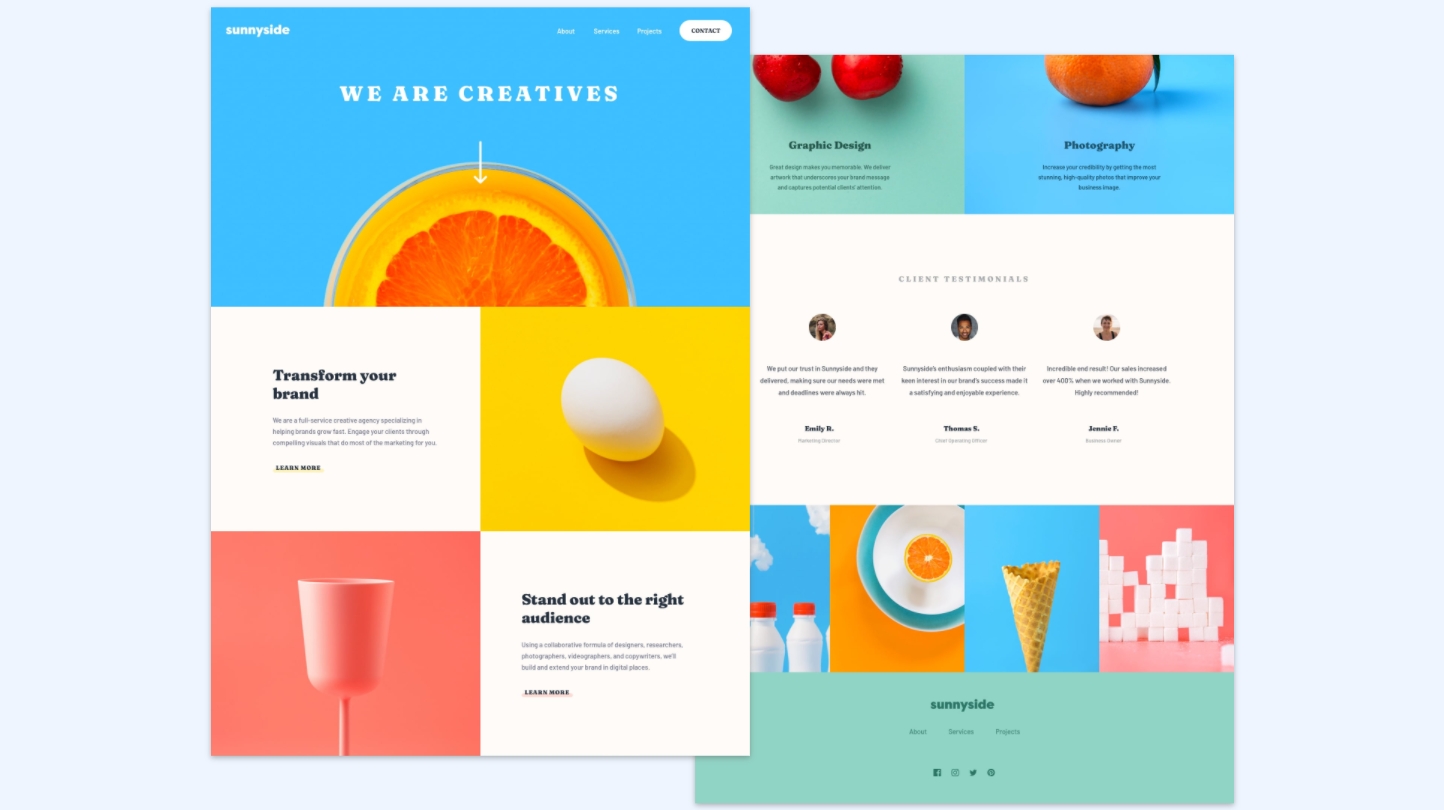 sunnyside
About Services Projects CONTACT
WE ARE CREATIVES
Transform your
brand
We are a full-service creative agency specializing in
helping brands grow fast. Engage your clients through
compelling visuals that do most of the marketing for you.
LEARN MORE
Stand out to the right
audience
Using a collaborative formula of designers, researchers,
photographers, videographers, and copywriters, we'll
build and extend your brand in digital places.
LEARN MORE
Graphic Design
Great design makes you memorable. We deliver
artwork that underscores your brand message
and captures potential clients' attention.
Photography
Increase your credibility by getting the most
stunning, high-quality photos that improve your
business image.
CLIENT TESTIMONIALS
We put our trust in Sunnyside and they
delivered, making sure our needs were met
and deadlines were always hit.
Emily R.
Marketing Director
Sunnyside's enthusiasm coupled with their
keen interest in our brand's success made it
a satisfying and enjoyable experience.
Thomas S.
Chief Operating Officer
Incredible end result! Our sales increased
over 400% when we worked with Sunnyside.
Highly recommended!
Jennie F.
Business Owner
sunnyside
About Services Projects